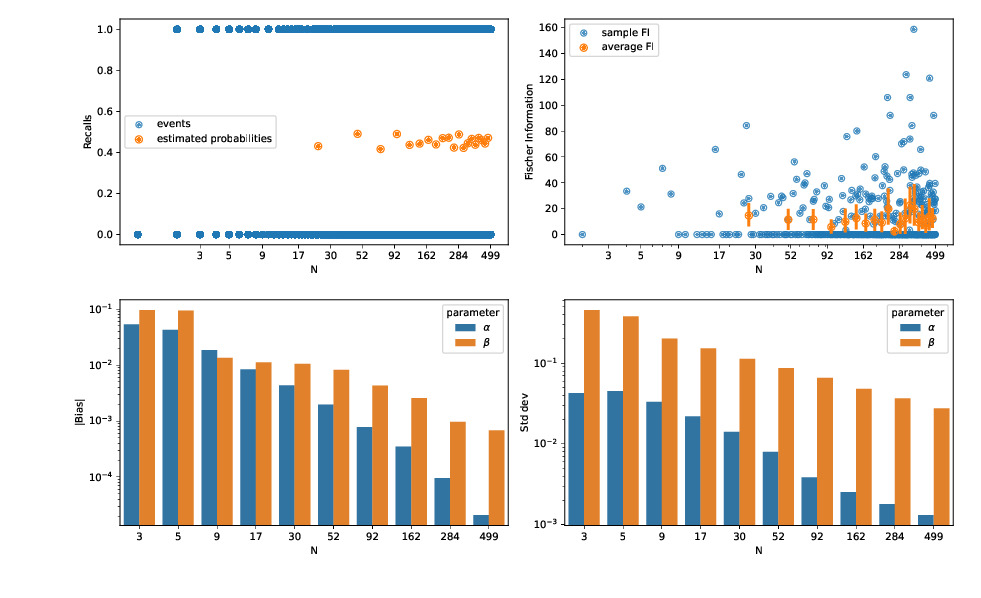 1.0
0.8
0.6
0.4
0.2
0.0
Recalls
events
estimated probabilities
3 5 9 17 30 52 92 162 284 499
N
160
140
120
100
80
60
40
20
0
Fischer Information
sample FI
average FI
3 5 9 17 30 52 92 162 284 499
N
10⁻¹
10⁻²
10⁻³
10⁻⁴
|Bias|
parameter
α
β
3 5 9 17 30 52 92 162 284 499
N
10⁻¹
10⁻²
10⁻³
Std dev
parameter
α
β
3 5 9 17 30 52 92 162 284 499
N